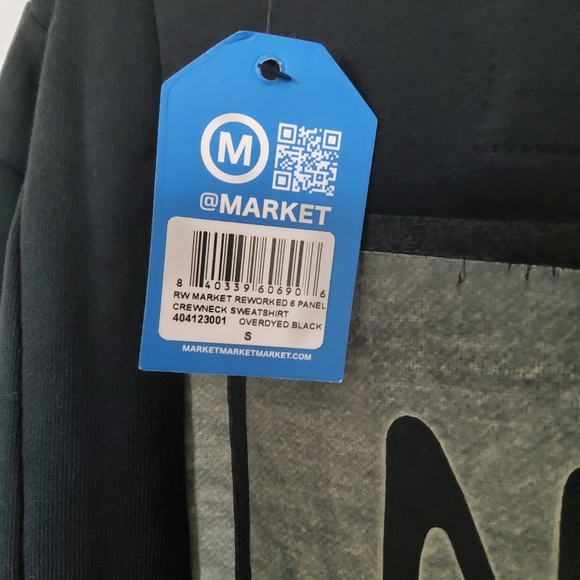 M
@MARKET
8 40339 60690 6
RW MARKET REWORKED 6 PANEL
CREWNECK SWEATSHIRT
404123001 OVERDYED BLACK
S
MARKETMARKETMARKET.COM